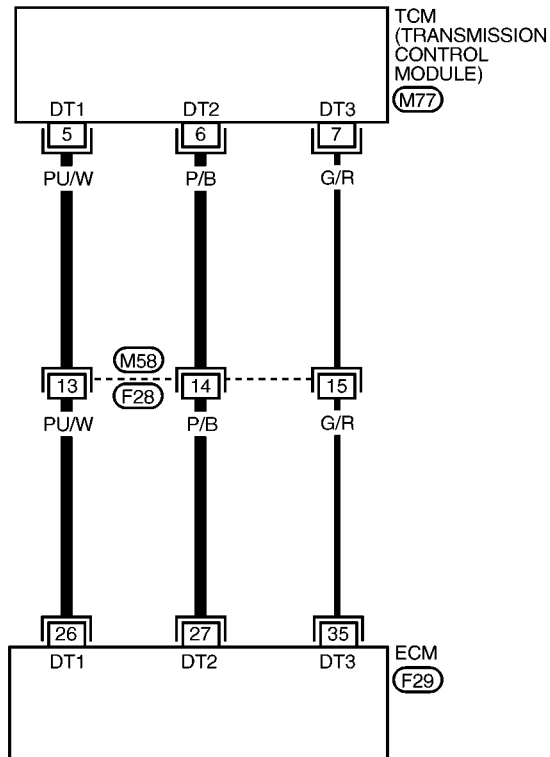 TCM
(TRANSMISSION
CONTROL
MODULE)
M77
DT1 DT2 DT3
5 6 7
PU/W P/B G/R
M58
13 14 15
F28
PU/W P/B G/R
26 27 35
DT1 DT2 DT3
ECM
F29